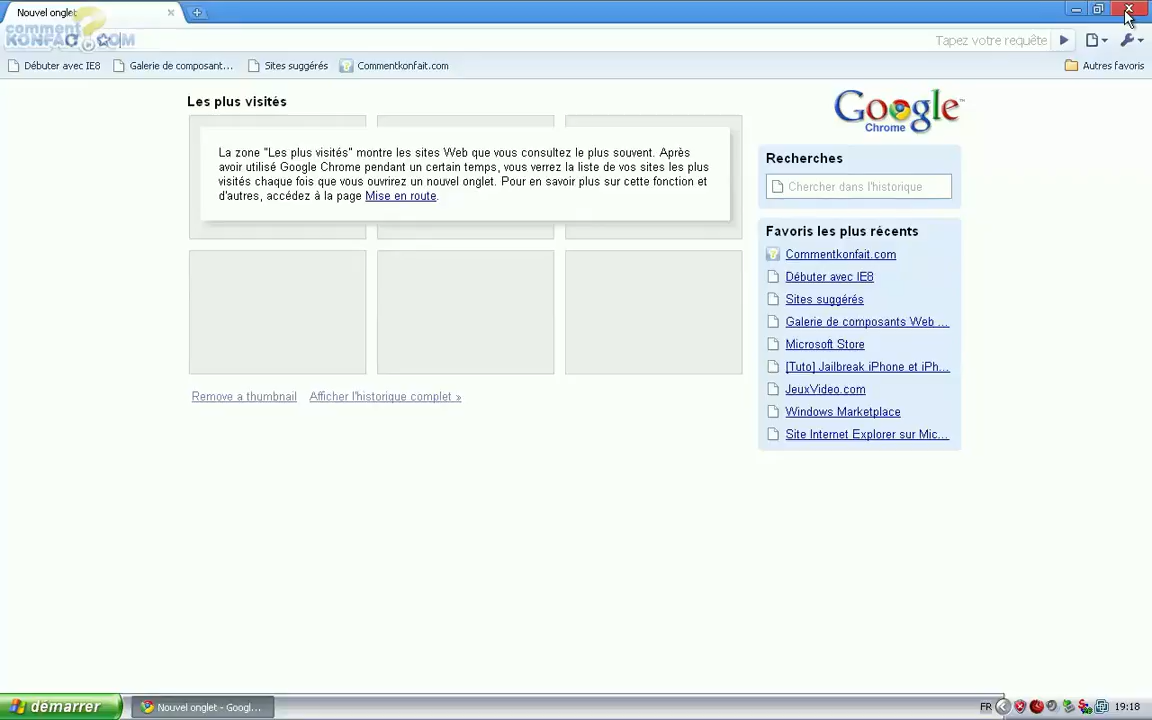 Nouvel onglet
comment
KONFAIT.COM
Tapez votre requête
Débuter avec IE8
Galerie de composant...
Sites suggérés
Commentkonfait.com
Autres favoris
Les plus visités
La zone "Les plus visités" montre les sites Web que vous consultez le plus souvent. Après
avoir utilisé Google Chrome pendant un certain temps, vous verrez la liste de vos sites les plus
visités chaque fois que vous ouvrirez un nouvel onglet. Pour en savoir plus sur cette fonction et
d'autres, accédez à la page Mise en route.
Remove a thumbnail
Afficher l'historique complet »
Google™
Chrome
Recherches
Chercher dans l'historique
Favoris les plus récents
Commentkonfait.com
Débuter avec IE8
Sites suggérés
Galerie de composants Web ...
Microsoft Store
[Tuto] Jailbreak iPhone et iPh...
JeuxVideo.com
Windows Marketplace
Site Internet Explorer sur Mic...
démarrer
Nouvel onglet - Googl...
FR
19:18